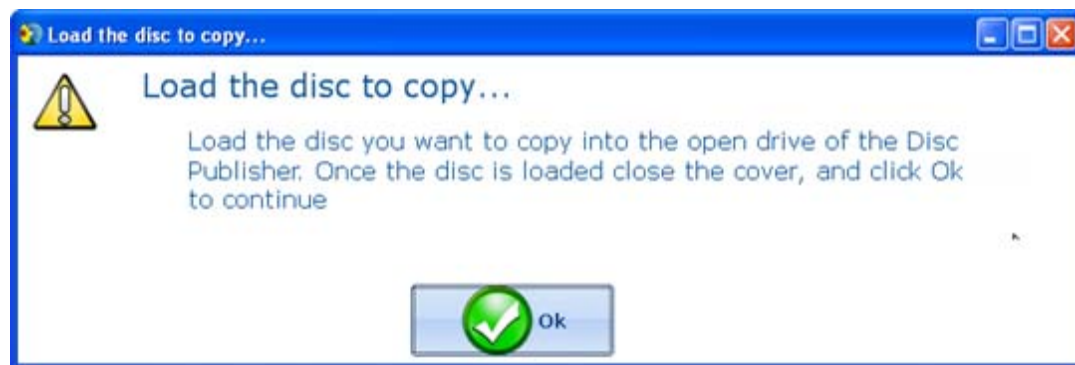 Load the disc to copy...
Load the disc to copy...
Load the disc you want to copy into the open drive of the Disc
Publisher. Once the disc is loaded close the cover, and click Ok
to continue
Ok